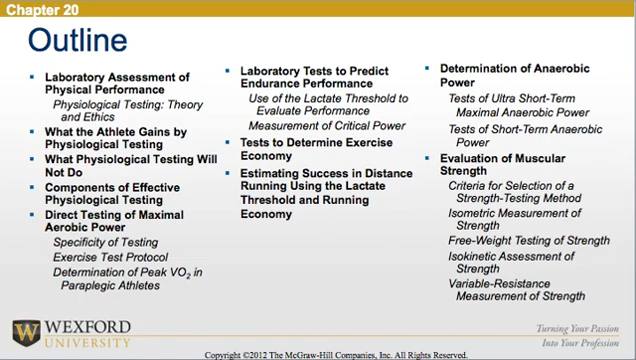 Chapter 20
Outline
▪ Laboratory Assessment of
Physical Performance
Physiological Testing: Theory
and Ethics
▪ What the Athlete Gains by
Physiological Testing
▪ What Physiological Testing Will
Not Do
▪ Components of Effective
Physiological Testing
▪ Direct Testing of Maximal
Aerobic Power
Specificity of Testing
Exercise Test Protocol
Determination of Peak VO2 in
Paraplegic Athletes
▪ Laboratory Tests to Predict
Endurance Performance
Use of the Lactate Threshold to
Evaluate Performance
Measurement of Critical Power
▪ Tests to Determine Exercise
Economy
▪ Estimating Success in Distance
Running Using the Lactate
Threshold and Running
Economy
▪ Determination of Anaerobic
Power
Tests of Ultra Short-Term
Maximal Anaerobic Power
Tests of Short-Term Anaerobic
Power
▪ Evaluation of Muscular
Strength
Criteria for Selection of a
Strength-Testing Method
Isometric Measurement of
Strength
Free-Weight Testing of Strength
Isokinetic Assessment of
Strength
Variable-Resistance
Measurement of Strength
W WEXFORD
UNIVERSITY
Turning Your Passion
Into Your Profession
Copyright ©2012 The McGraw-Hill Companies, Inc. All Rights Reserved.